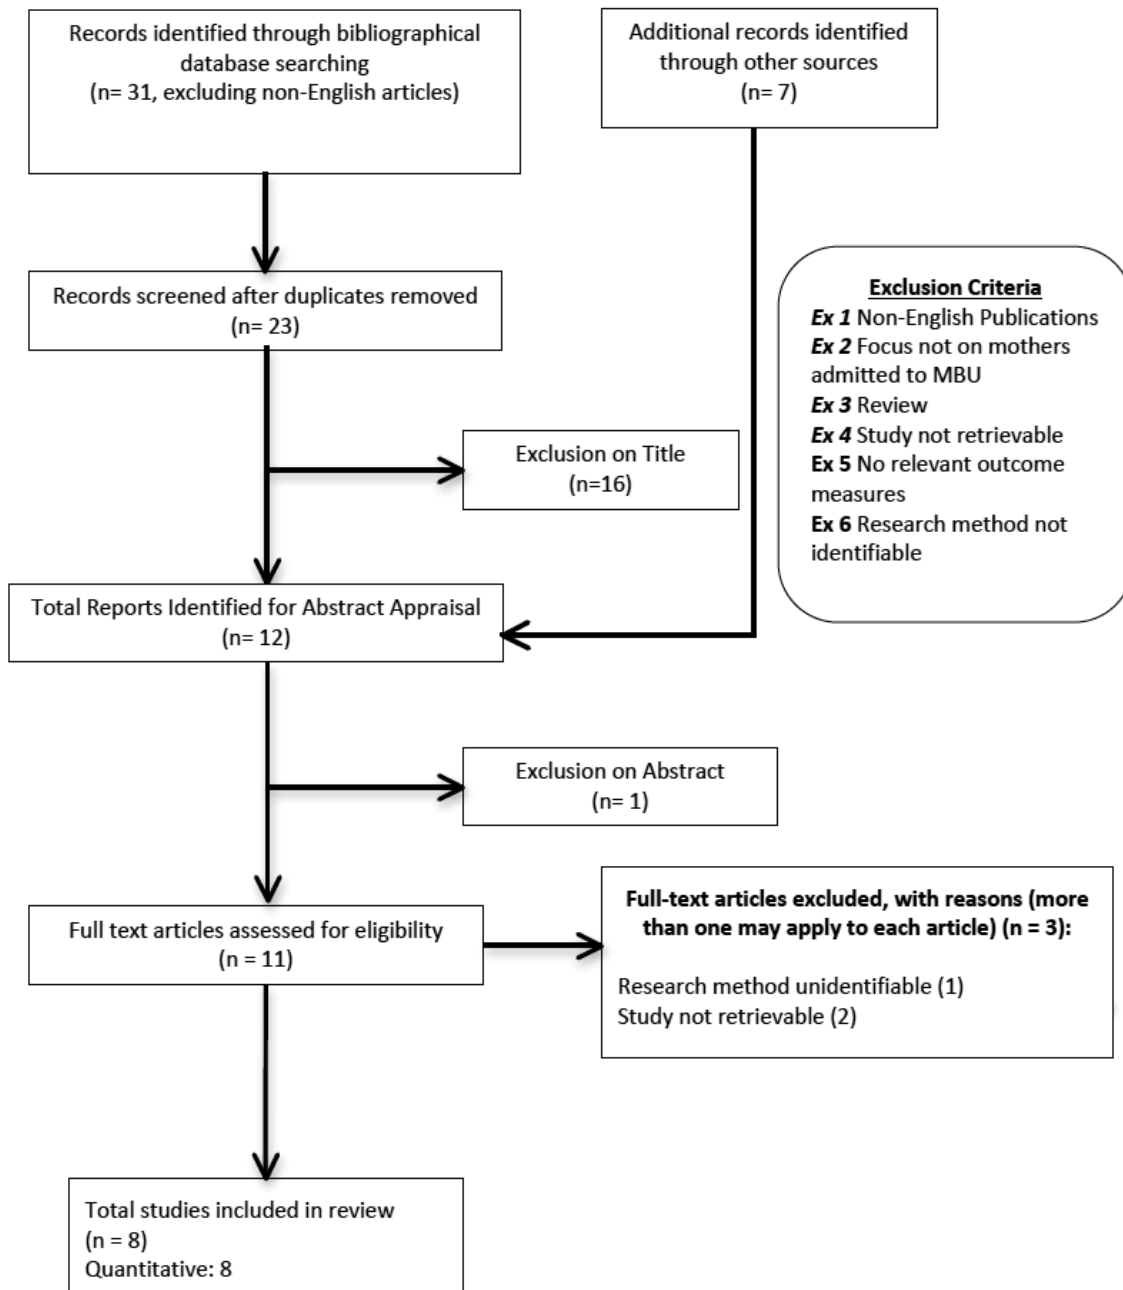 Records identified through bibliographical
database searching
(n= 31, excluding non-English articles)
Additional records identified
through other sources
(n= 7)
Records screened after duplicates removed
(n= 23)
Exclusion Criteria
Ex 1 Non-English Publications
Ex 2 Focus not on mothers
admitted to MBU
Ex 3 Review
Ex 4 Study not retrievable
Ex 5 No relevant outcome
measures
Ex 6 Research method not
identifiable
Exclusion on Title
(n=16)
Total Reports Identified for Abstract Appraisal
(n= 12)
Exclusion on Abstract
(n= 1)
Full text articles assessed for eligibility
(n = 11)
Full-text articles excluded, with reasons (more
than one may apply to each article) (n = 3):
Research method unidentifiable (1)
Study not retrievable (2)
Total studies included in review
(n = 8)
Quantitative: 8